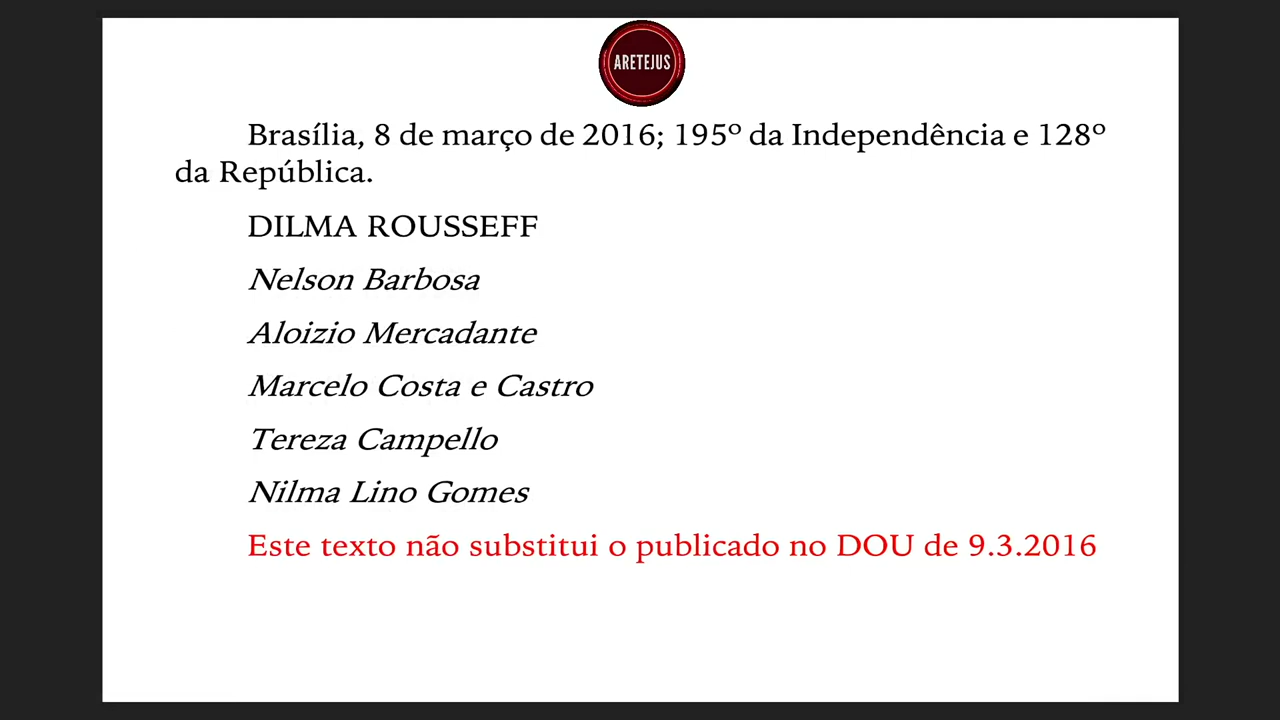 ARETEJUS
Brasília, 8 de março de 2016; 195º da Independência e 128º
da República.
DILMA ROUSSEFF
Nelson Barbosa
Aloizio Mercadante
Marcelo Costa e Castro
Tereza Campello
Nilma Lino Gomes
Este texto não substitui o publicado no DOU de 9.3.2016